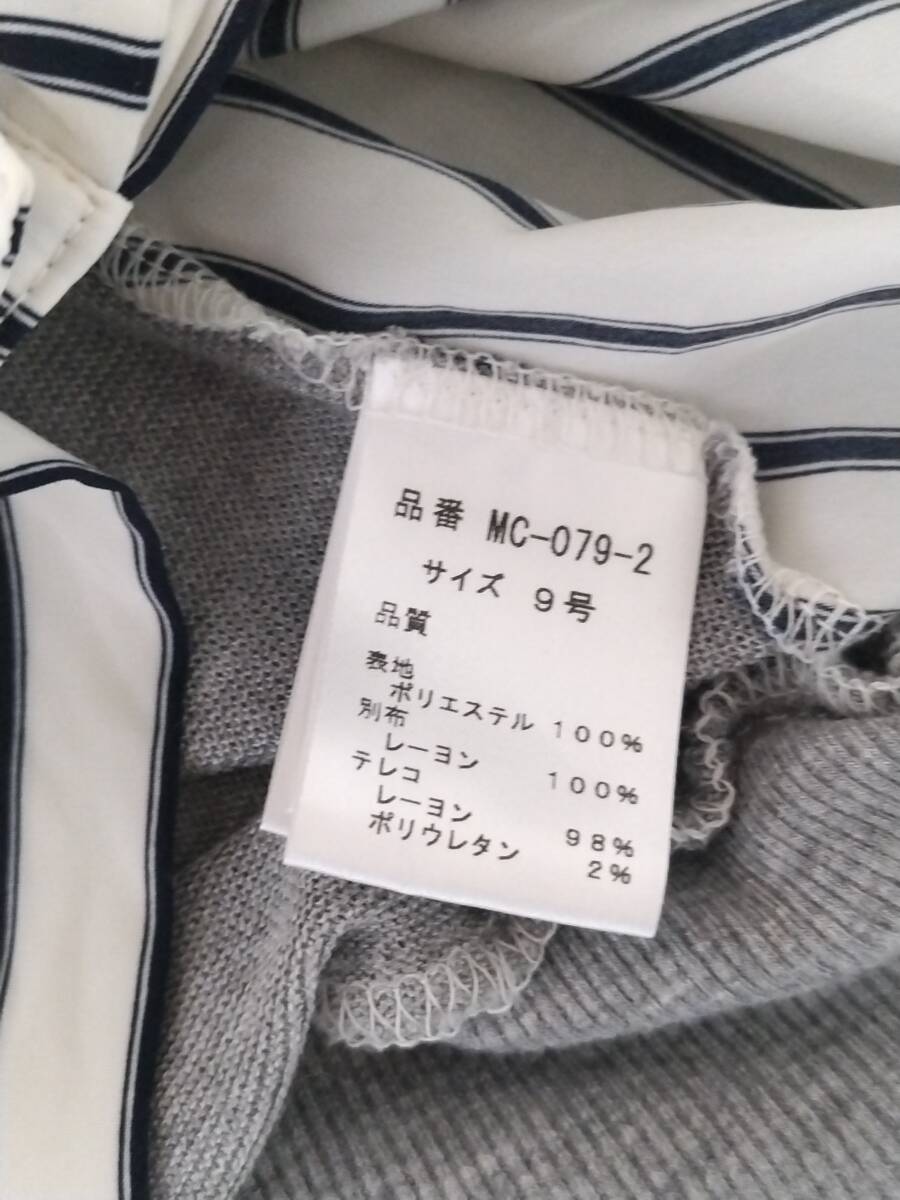 品番 MC-079-2
サイズ 9号
品質
表地
ポリエステル 100%
別布
レーヨン 100%
テレコ
レーヨン 98%
ポリウレタン 2%